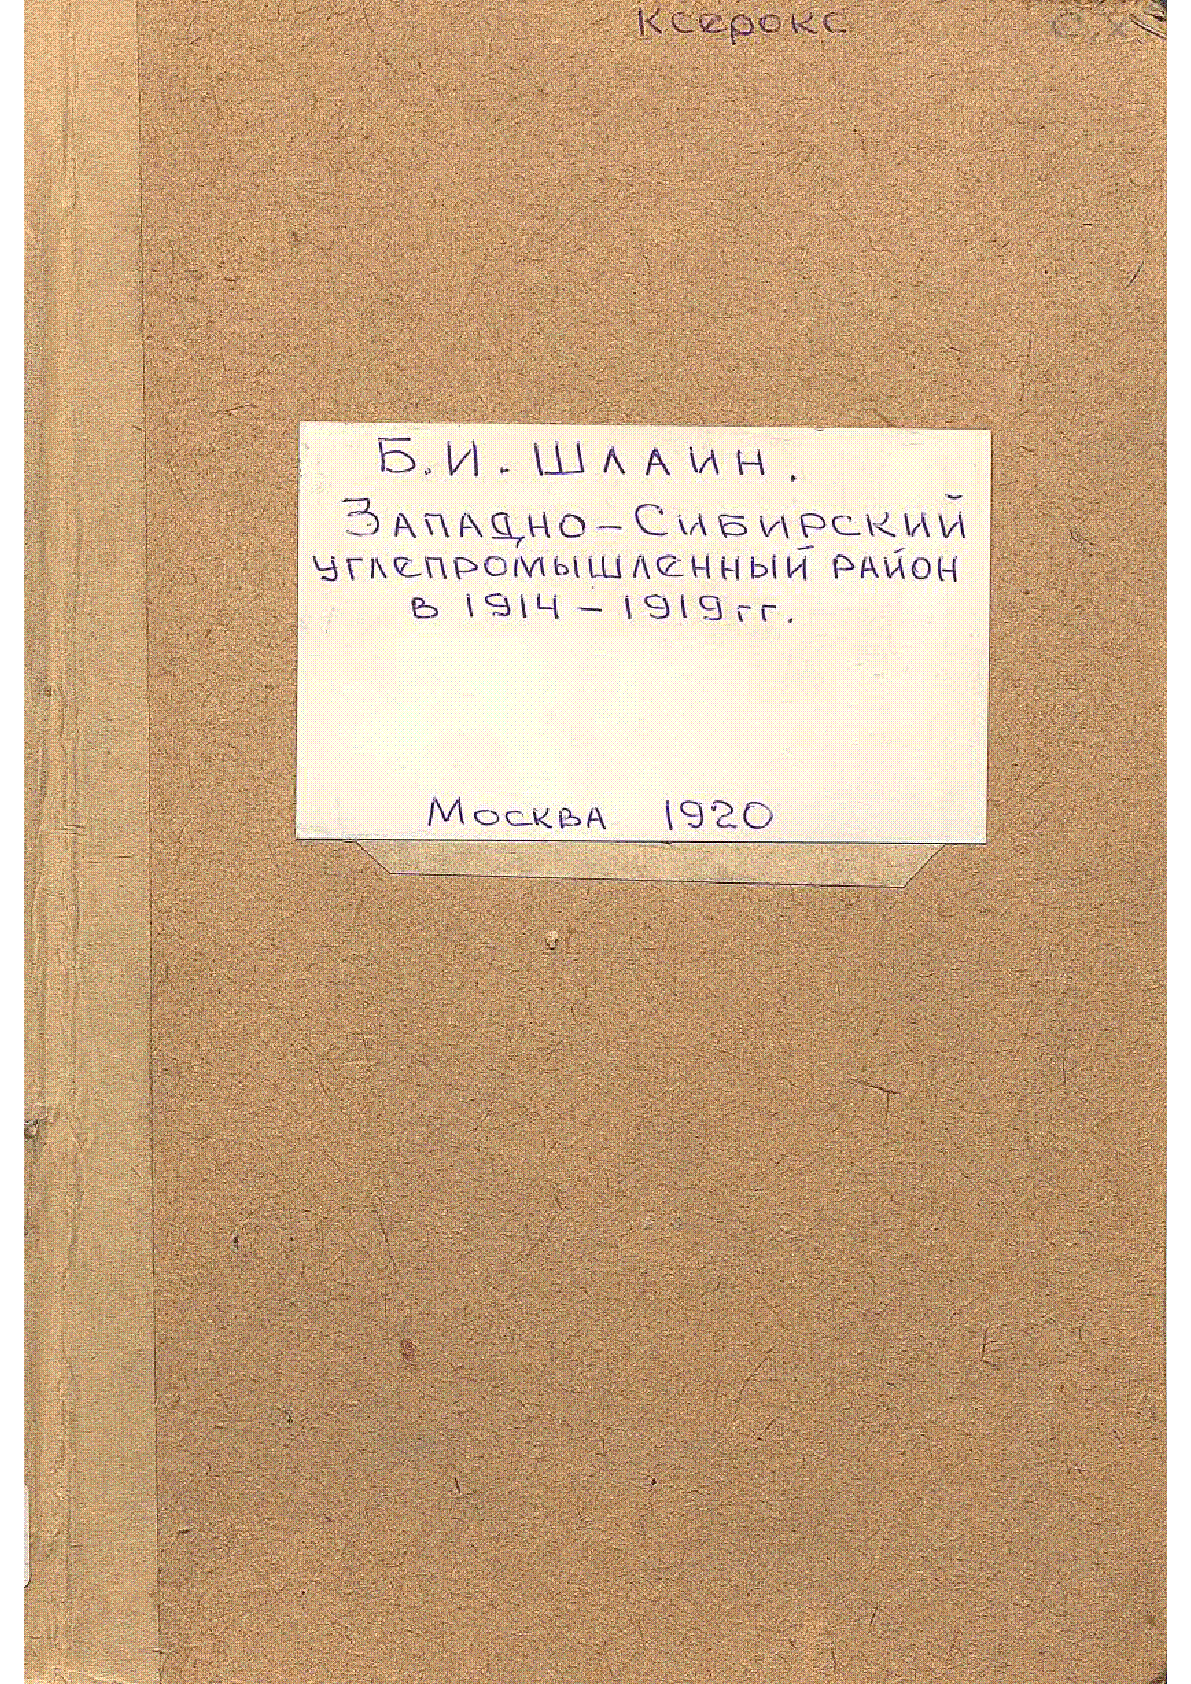 Ксерокс
Б.И. Шлаин.
Западно-Сибирский
углепромышленный район
в 1914-1919 гг.
Москва 1920